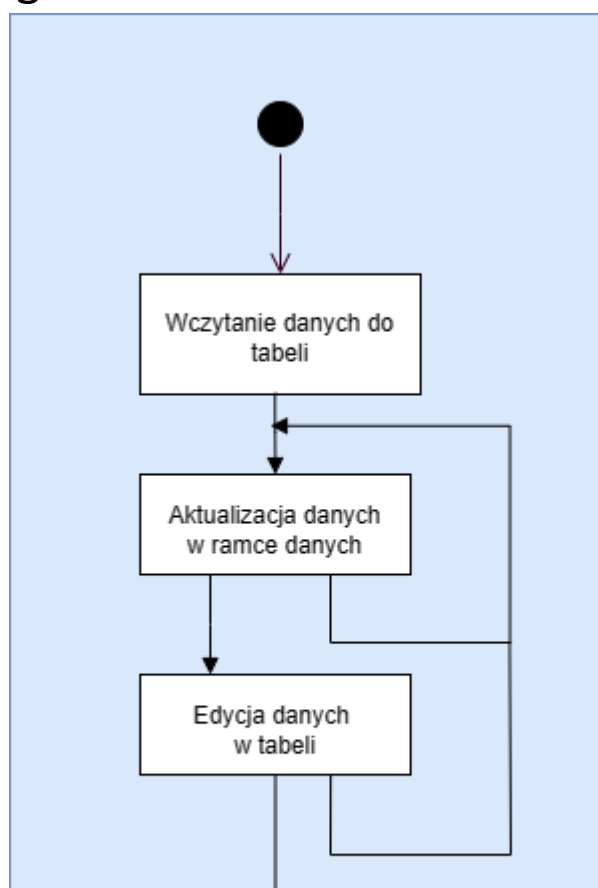 Wczytanie danych do
tabeli
Aktualizacja danych
w ramce danych
Edycja danych
w tabeli